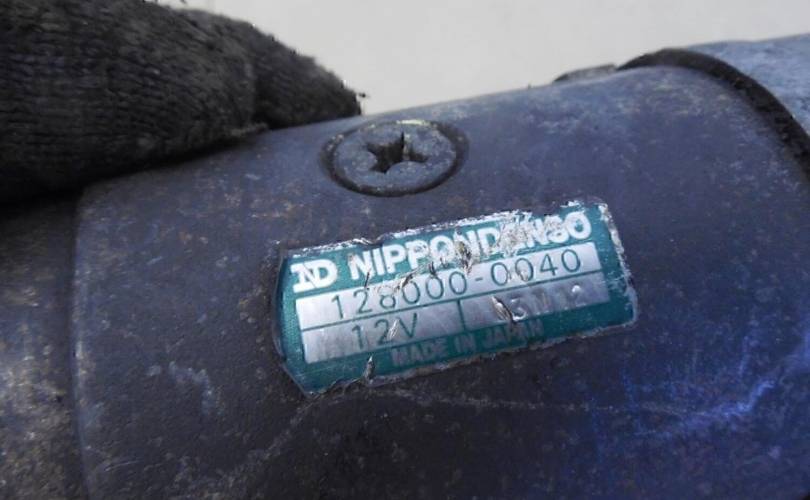 ND NIPPONDENSO
128000-0040
12V
MADE IN JAPAN